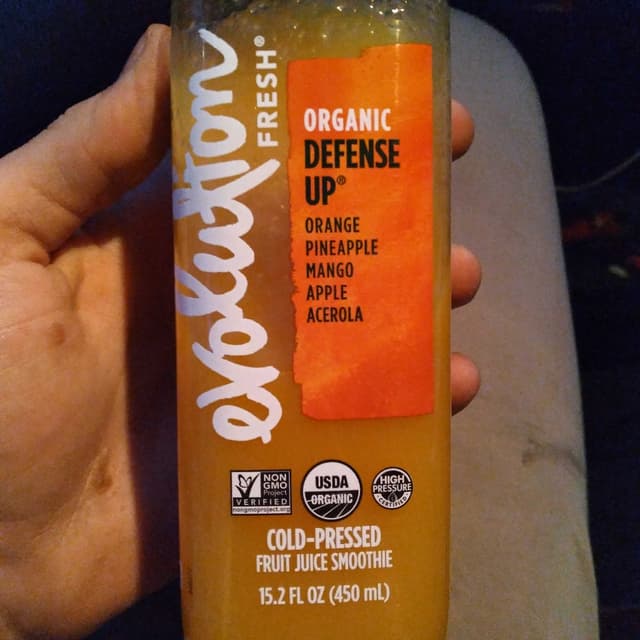 evolution
FRESH®
ORGANIC
DEFENSE
UP®
ORANGE
PINEAPPLE
MANGO
APPLE
ACEROLA
NON
GMO
Project
VERIFIED
nongmoproject.org
USDA
ORGANIC
HIGH
PRESSURE
CERTIFIED
COLD-PRESSED
FRUIT JUICE SMOOTHIE
15.2 FL OZ (450 mL)